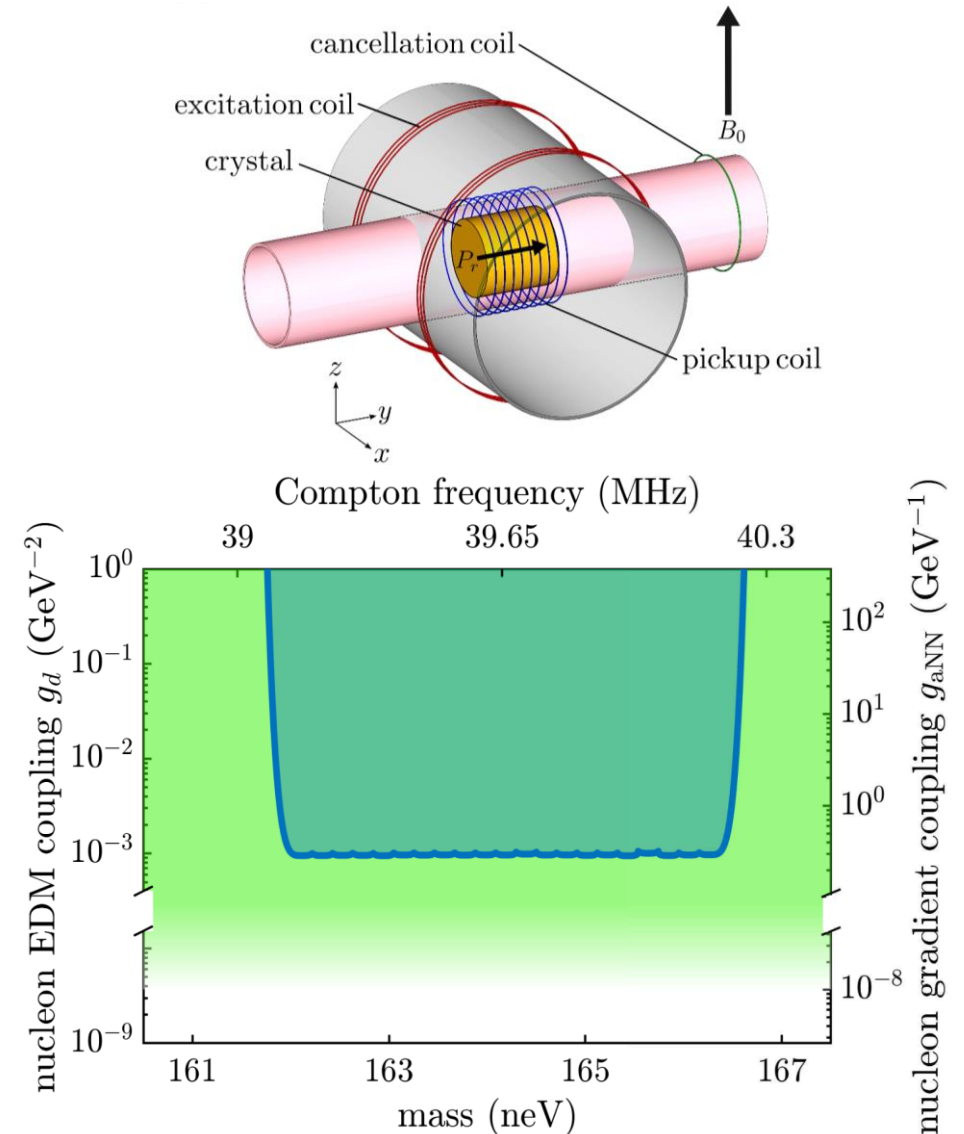 cancellation coil
excitation coil
crystal
B₀
Pᵣ
pickup coil
z
y
x
Compton frequency (MHz)
39 39.65 40.3
nucleon EDM coupling g_d (GeV⁻²)
10⁰
10⁻¹
10⁻²
10⁻³
10⁻⁹
nucleon gradient coupling g_aNN (GeV⁻¹)
10²
10¹
10⁰
10⁻⁸
161 163 165 167
mass (neV)